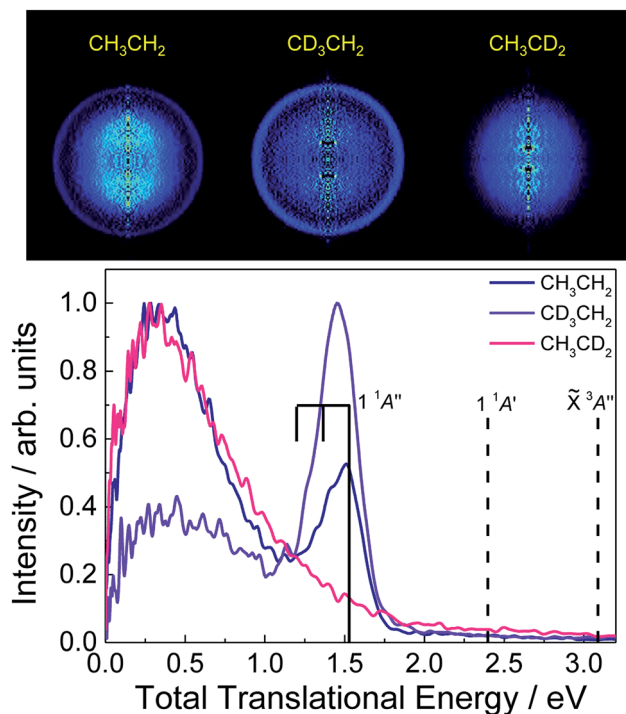 CH₃CH₂ CD₃CH₂ CH₃CD₂
CH₃CH₂
CD₃CH₂
CH₃CD₂
1 ¹A" 1 ¹A' X̃ ³A"
1.0
0.8
0.6
0.4
0.2
0.0
Intensity / arb. units
0.0 0.5 1.0 1.5 2.0 2.5 3.0
Total Translational Energy / eV